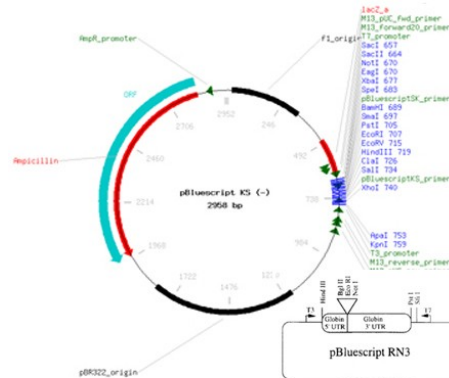 lacZ_a
M13_pUC_fwd_primer
M13_forward20_primer
T7_promoter
SacI 657
SacII 664
NotI 670
EagI 670
XbaI 677
SpeI 683
pBluescriptSK_primer
BamHI 689
SmaI 697
PstI 705
EcoRI 707
EcoRV 715
HindIII 719
ClaI 726
SalI 734
pBluescriptKS_primer
XhoI 740
ApaI 753
KpnI 759
T3_promoter
M13_reverse_primer
AmpR_promoter
f1_origin
ORF
Ampicillin
pBR322_origin
2952
246
492
738
984
1476
1722
1968
2214
2460
2706
pBluescript KS (-)
2958 bp
Hind III
Bgl II
Eco RI
Not I
Pst I
T3
Globin
5' UTR
Globin
3' UTR
T7
pBluescript RN3